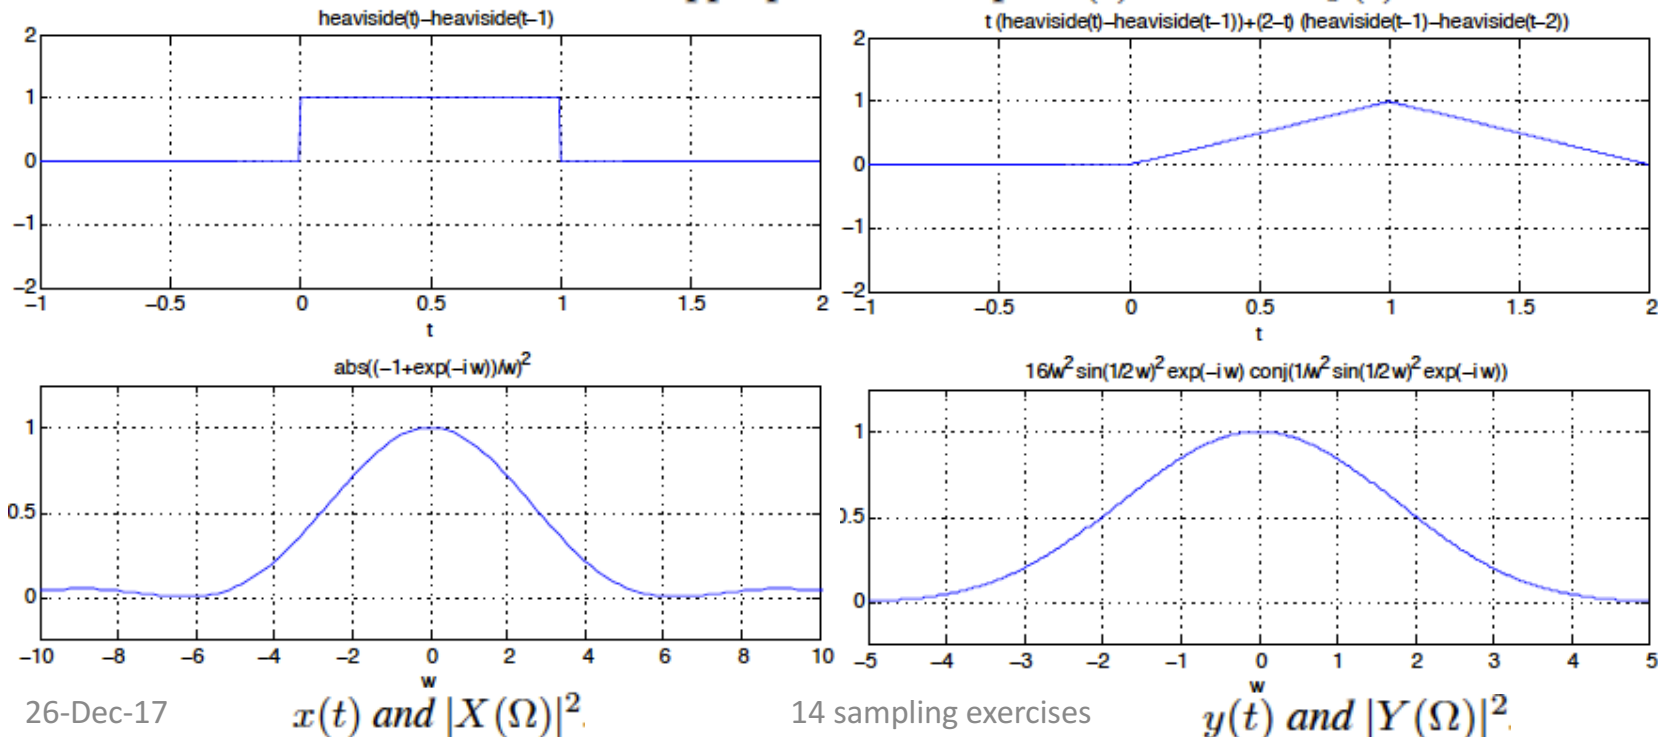 heaviside(t)−heaviside(t−1)
2
1
0
−1
−2
−1 −0.5 0 0.5 1 1.5 2
t
t (heaviside(t)−heaviside(t−1))+(2−t) (heaviside(t−1)−heaviside(t−2))
2
1
0
−1
−2
−1 −0.5 0 0.5 1 1.5 2
t
abs((−1+exp(−i w))/w)²
1
0.5
0
−10 −8 −6 −4 −2 0 2 4 6 8 10
w
16/w² sin(1/2 w)² exp(−i w) conj(1/w² sin(1/2 w)² exp(−i w))
1
0.5
0
−5 −4 −3 −2 −1 0 1 2 3 4 5
w
26-Dec-17
x(t) and |X(Ω)|².
14 sampling exercises
y(t) and |Y(Ω)|².